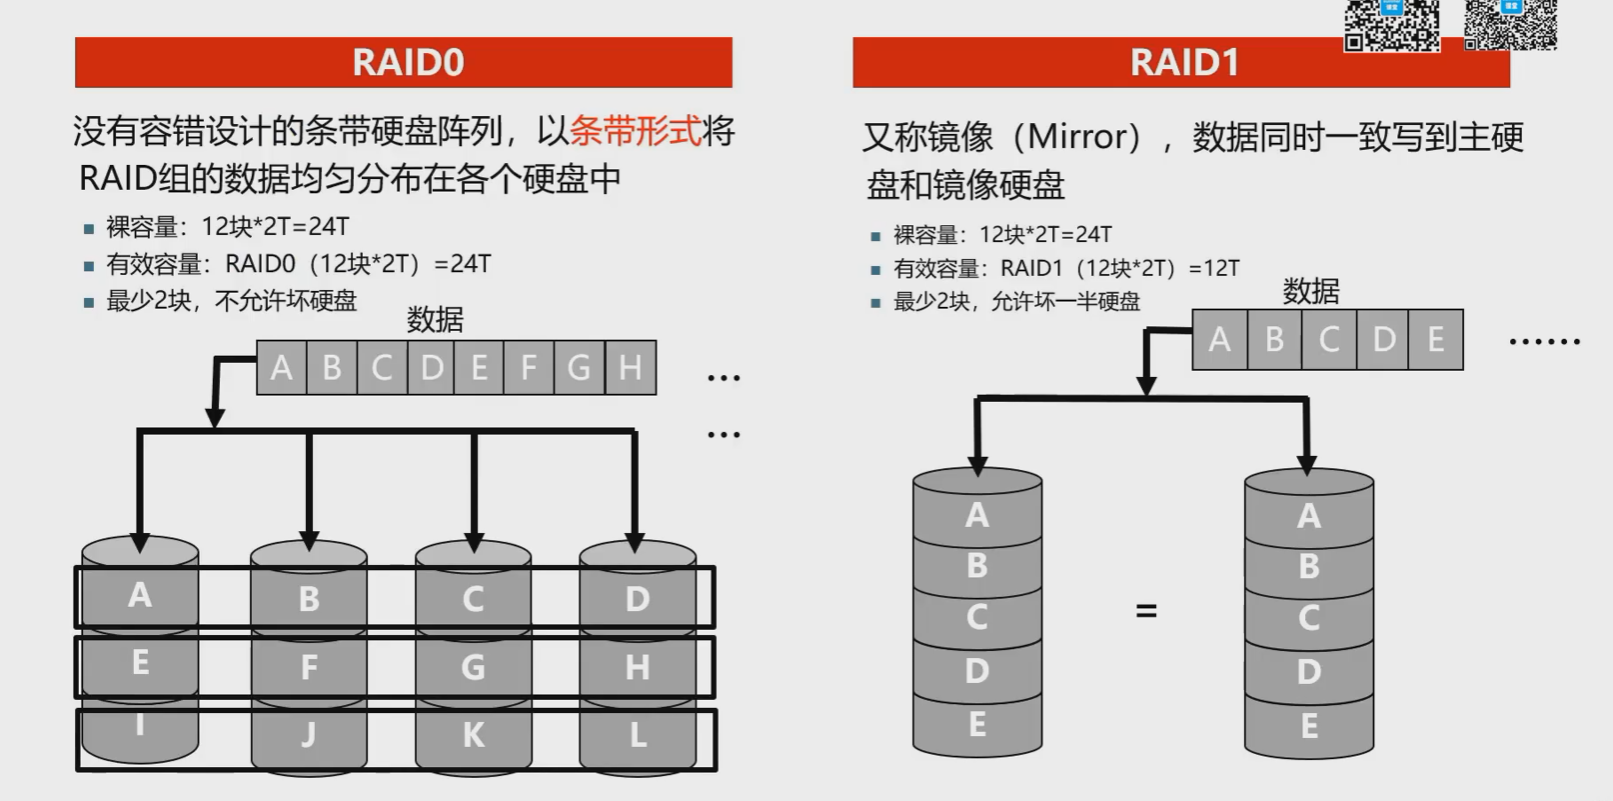 RAID0
没有容错设计的条带硬盘阵列，以条带形式将
RAID组的数据均匀分布在各个硬盘中
裸容量：12块*2T=24T
有效容量：RAID0（12块*2T）=24T
最少2块，不允许坏硬盘
数据
A B C D E F G H ...
...
A B C D
E F G H
I J K L
RAID1
又称镜像（Mirror），数据同时一致写到主硬
盘和镜像硬盘
裸容量：12块*2T=24T
有效容量：RAID1（12块*2T）=12T
最少2块，允许坏一半硬盘
数据
A B C D E ......
A A
B B
C = C
D D
E E